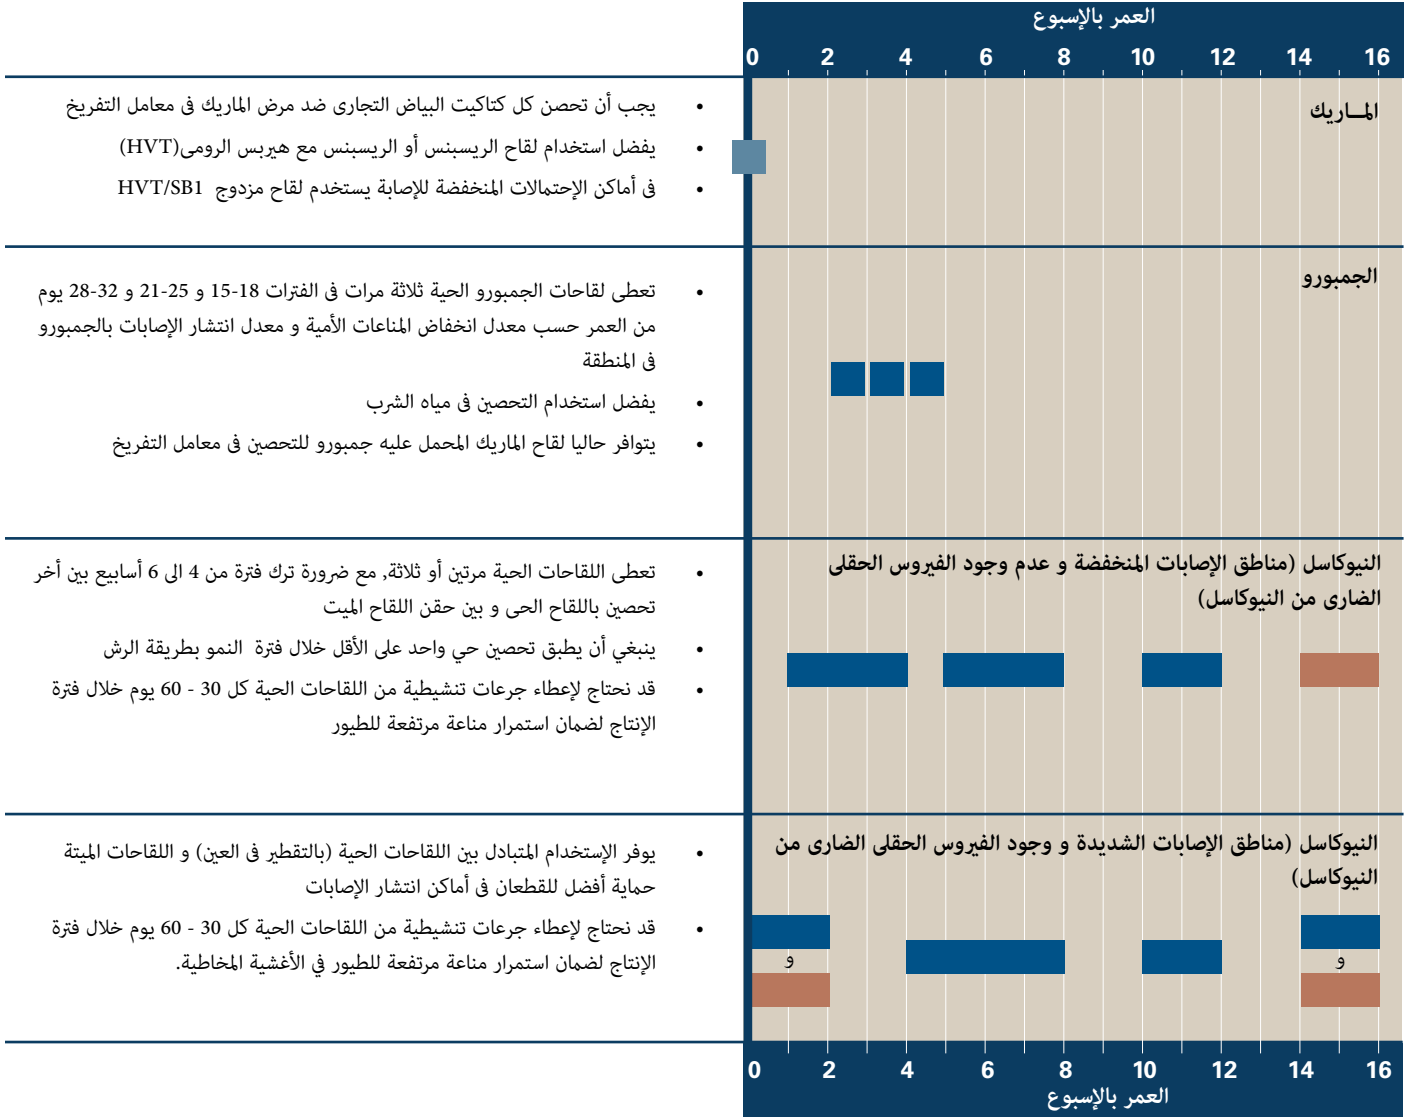 العمر بالإسبوع
0 2 4 6 8 10 12 14 16
المــاريك
• يجب أن تحصن كل كتاكيت البياض التجارى ضد مرض الماريك فى معامل التفريخ
• يفضل استخدام لقاح الريسبنس أو الريسبنس مع هيربس الرومى(HVT)
• فى أماكن الإحتمالات المنخفضة للإصابة يستخدم لقاح مزدوج HVT/SB1
الجمبورو
• تعطى لقاحات الجمبورو الحية ثلاثة مرات فى الفترات 18-15 و 25-21 و 32-28 يوم
من العمر حسب معدل انخفاض المناعات الأمية و معدل انتشار الإصابات بالجمبورو
فى المنطقة
• يفضل استخدام التحصين فى مياه الشرب
• يتوافر حاليا لقاح الماريك المحمل عليه جمبورو للتحصين فى معامل التفريخ
النيوكاسل (مناطق الإصابات المنخفضة و عدم وجود الفيروس الحقلى
الضارى من النيوكاسل)
• تعطى اللقاحات الحية مرتين أو ثلاثة, مع ضرورة ترك فترة من 4 الى 6 أسابيع بين أخر
تحصين باللقاح الحى و بين حقن اللقاح الميت
• ينبغي أن يطبق تحصين حي واحد على الأقل خلال فترة النمو بطريقة الرش
• قد نحتاج لإعطاء جرعات تنشيطية من اللقاحات الحية كل 30 - 60 يوم خلال فترة
الإنتاج لضمان استمرار مناعة مرتفعة للطيور
النيوكاسل (مناطق الإصابات الشديدة و وجود الفيروس الحقلى الضارى من
النيوكاسل)
و
و
• يوفر الإستخدام المتبادل بين اللقاحات الحية (بالتقطير فى العين) و اللقاحات الميتة
حماية أفضل للقطعان فى أماكن انتشار الإصابات
• قد نحتاج لإعطاء جرعات تنشيطية من اللقاحات الحية كل 30 - 60 يوم خلال فترة
الإنتاج لضمان استمرار مناعة مرتفعة للطيور في الأغشية المخاطية.
0 2 4 6 8 10 12 14 16
العمر بالإسبوع